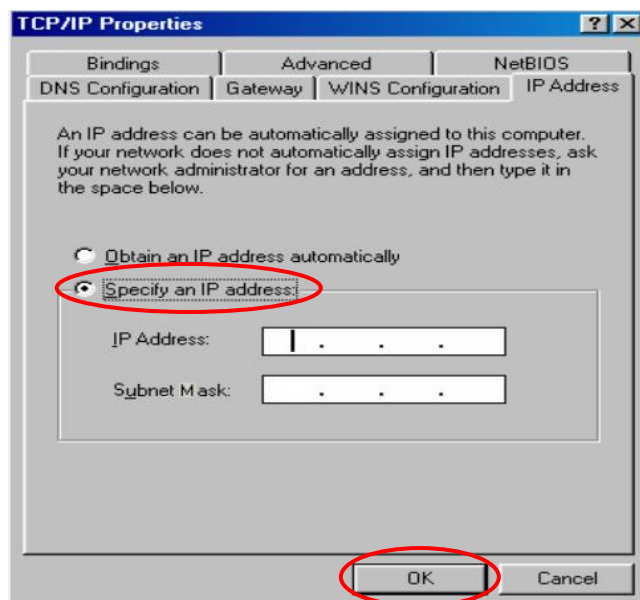 TCP/IP Properties
? ×
Bindings Advanced NetBIOS
DNS Configuration Gateway WINS Configuration IP Address
An IP address can be automatically assigned to this computer.
If your network does not automatically assign IP addresses, ask
your network administrator for an address, and then type it in
the space below.
Obtain an IP address automatically
Specify an IP address:
IP Address: . . .
Subnet Mask: . . .
OK Cancel